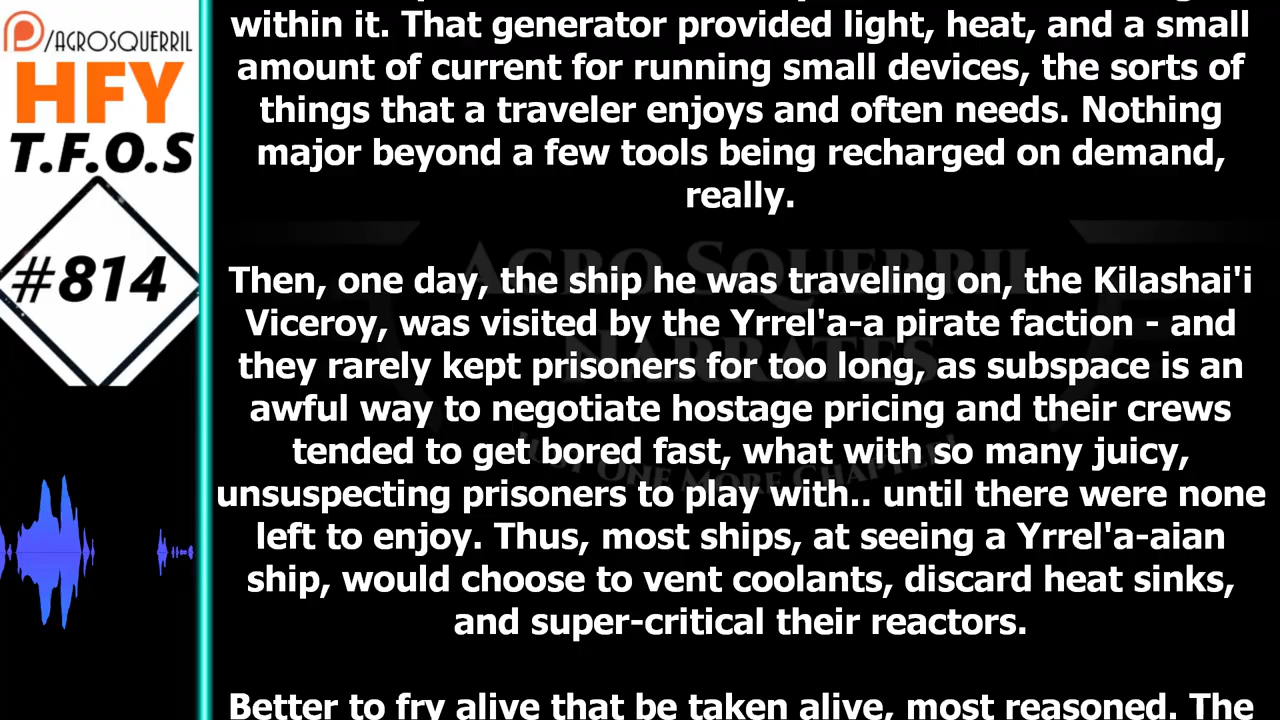 /AGROSQUERRIL
HFY
T.F.O.S
#814
within it. That generator provided light, heat, and a small
amount of current for running small devices, the sorts of
things that a traveler enjoys and often needs. Nothing
major beyond a few tools being recharged on demand,
really.
Then, one day, the ship he was traveling on, the Kilashai'i
Viceroy, was visited by the Yrrel'a-a pirate faction - and
they rarely kept prisoners for too long, as subspace is an
awful way to negotiate hostage pricing and their crews
tended to get bored fast, what with so many juicy,
unsuspecting prisoners to play with.. until there were none
left to enjoy. Thus, most ships, at seeing a Yrrel'a-aian
ship, would choose to vent coolants, discard heat sinks,
and super-critical their reactors.
Better to fry alive that be taken alive, most reasoned. The
AGRO SQUERRIL
NARRATES
JUST ONE MORE CHAPTER